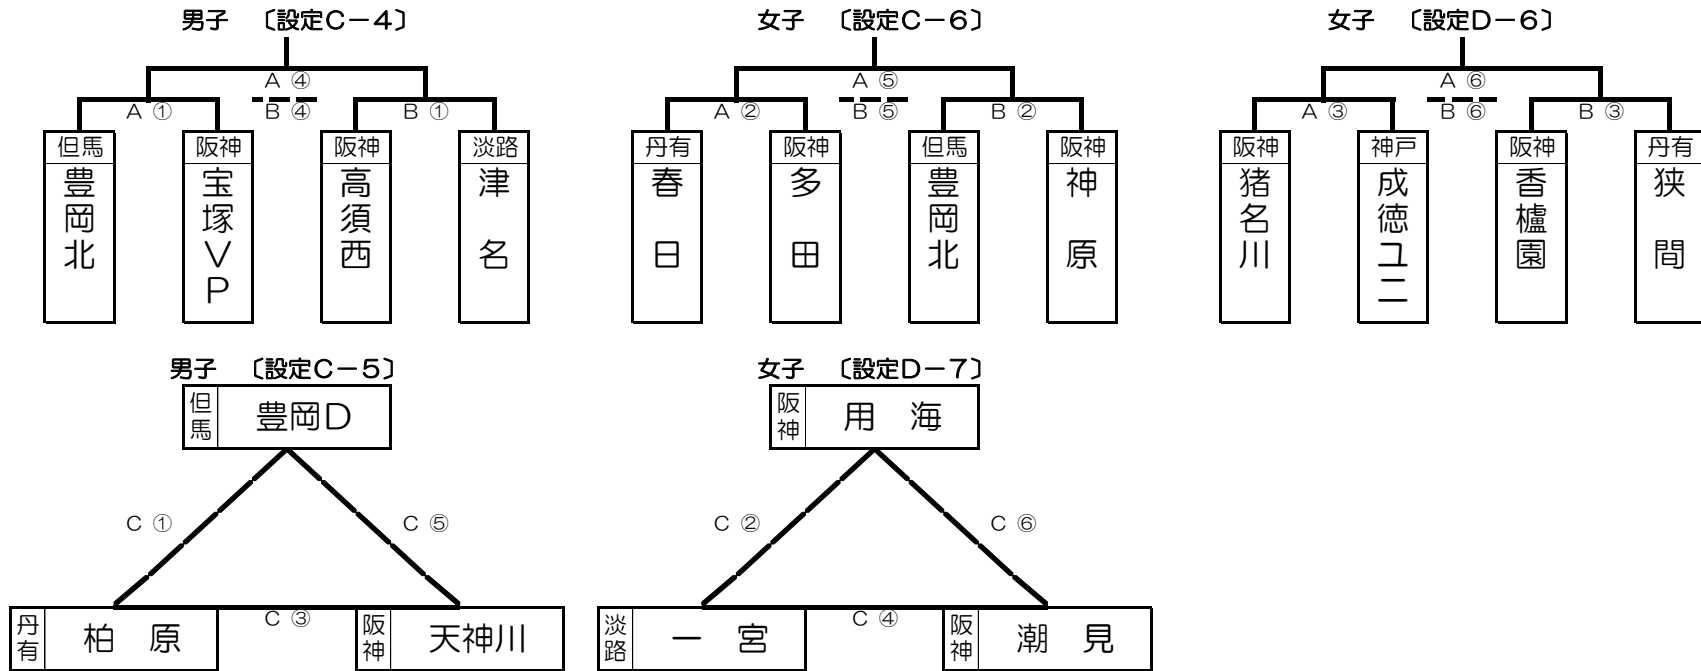 男子 〔設定C－4〕
A ④
A ① B ④ B ①
但馬 阪神 阪神 淡路
豊岡北
宝塚VP
高須西
津名
女子 〔設定C－6〕
A ⑤
A ② B ⑤ B ②
丹有 阪神 但馬 阪神
春日
多田
豊岡北
神原
女子 〔設定D－6〕
A ⑥
A ③ B ⑥ B ③
阪神 神戸 阪神 丹有
猪名川
成徳ユニ
香櫨園
狭間
男子 〔設定C－5〕
但馬 豊岡D
C ① C ⑤
C ③
丹有 柏原
阪神 天神川
女子 〔設定D－7〕
阪神 用海
C ② C ⑥
C ④
淡路 一宮
阪神 潮見